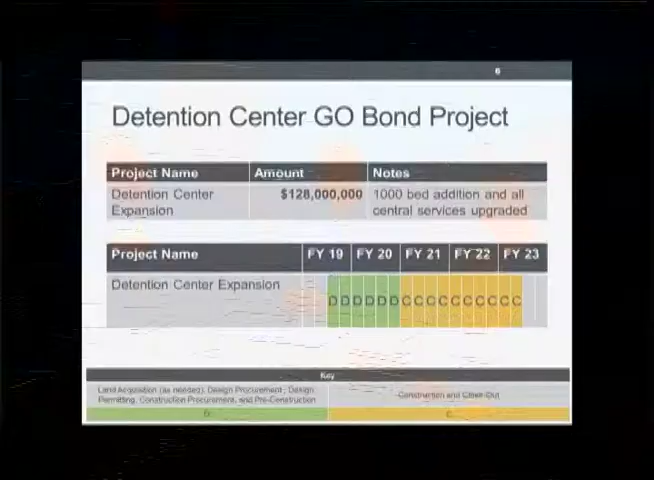 6
Detention Center GO Bond Project
Project Name Amount Notes
Detention Center $128,000,000 1000 bed addition and all
Expansion central services upgraded
Project Name FY 19 FY 20 FY 21 FY 22 FY 23
Detention Center Expansion
D D D D D D C C C C C C C C C C
Key
Land Acquisition (as needed), Design Procurement, Design,
Permitting, Construction Procurement, and Pre-Construction
Construction and Close-Out
D C